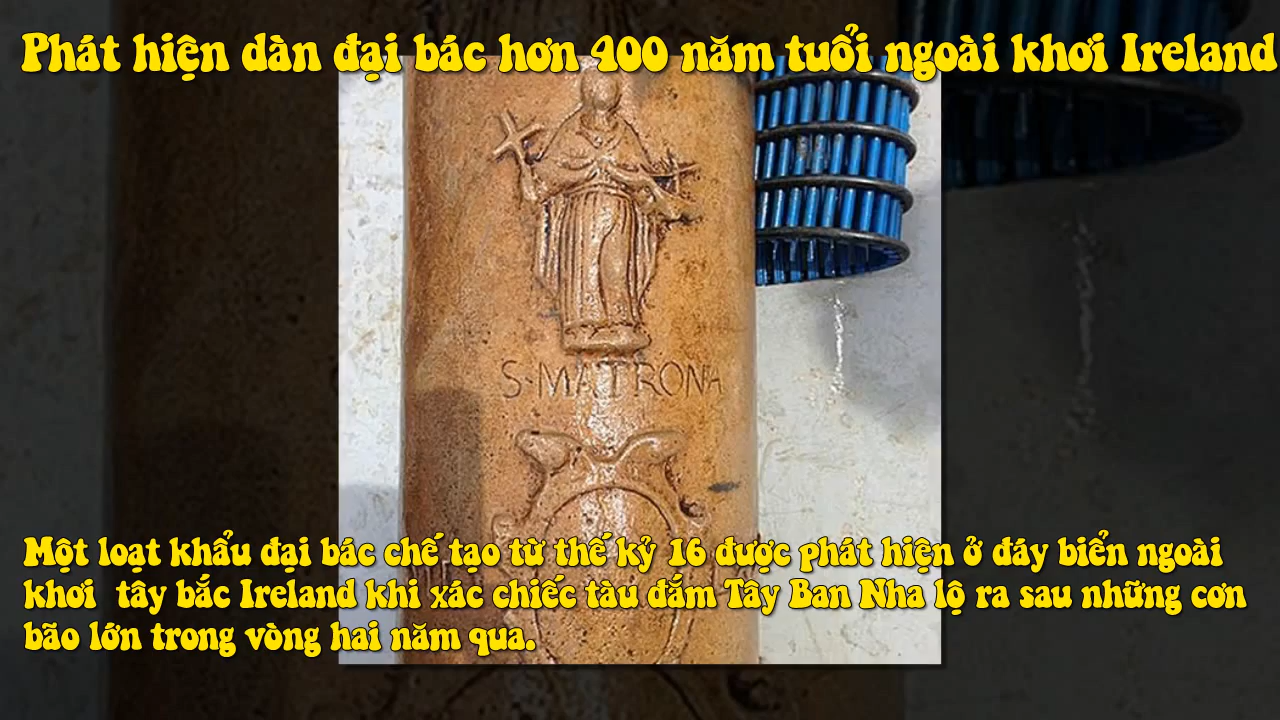 Phát hiện dàn đại bác hơn 400 năm tuổi ngoài khơi Ireland
S·MATRONA
Một loạt khẩu đại bác chế tạo từ thế kỷ 16 được phát hiện ở đáy biển ngoài
khơi tây bắc Ireland khi xác chiếc tàu đắm Tây Ban Nha lộ ra sau những cơn
bão lớn trong vòng hai năm qua.